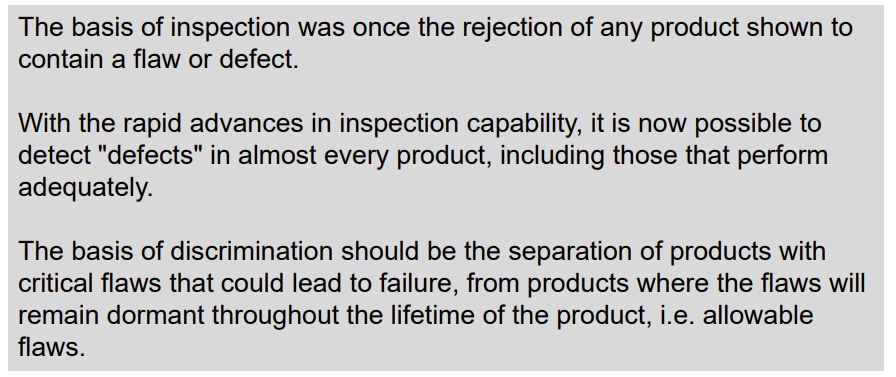 The basis of inspection was once the rejection of any product shown to
contain a flaw or defect.
With the rapid advances in inspection capability, it is now possible to
detect "defects" in almost every product, including those that perform
adequately.
The basis of discrimination should be the separation of products with
critical flaws that could lead to failure, from products where the flaws will
remain dormant throughout the lifetime of the product, i.e. allowable
flaws.